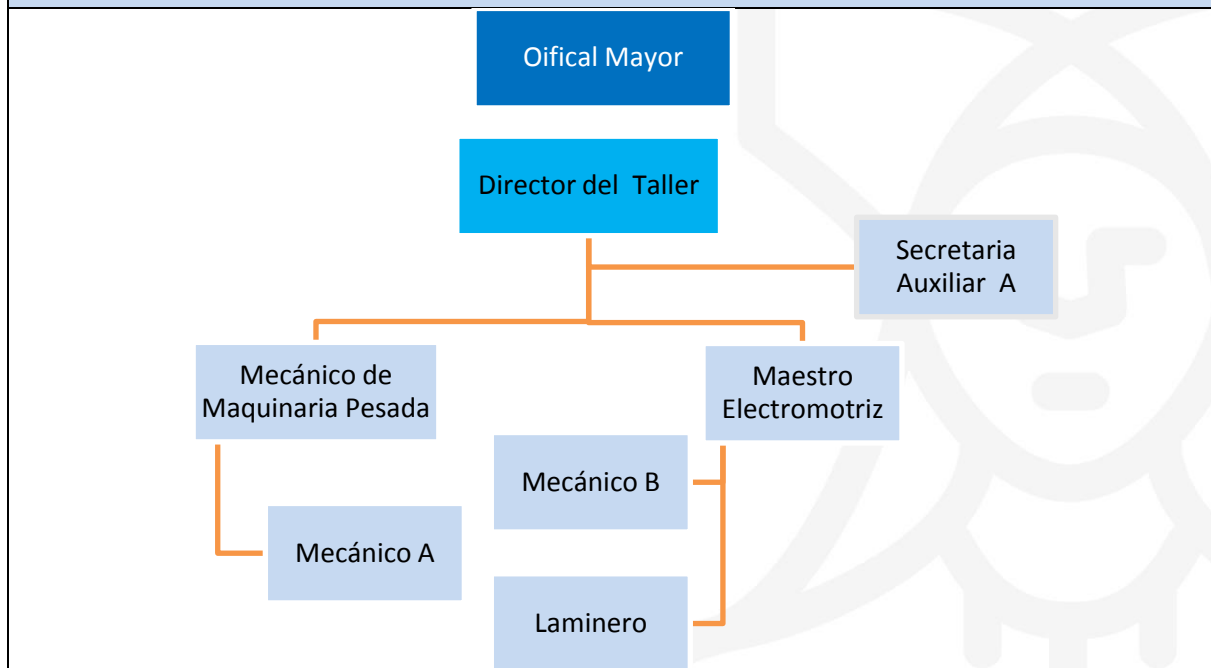 Oifical Mayor
Director del Taller
Secretaria
Auxiliar A
Mecánico de
Maquinaria Pesada
Maestro
Electromotriz
Mecánico B
Mecánico A
Laminero